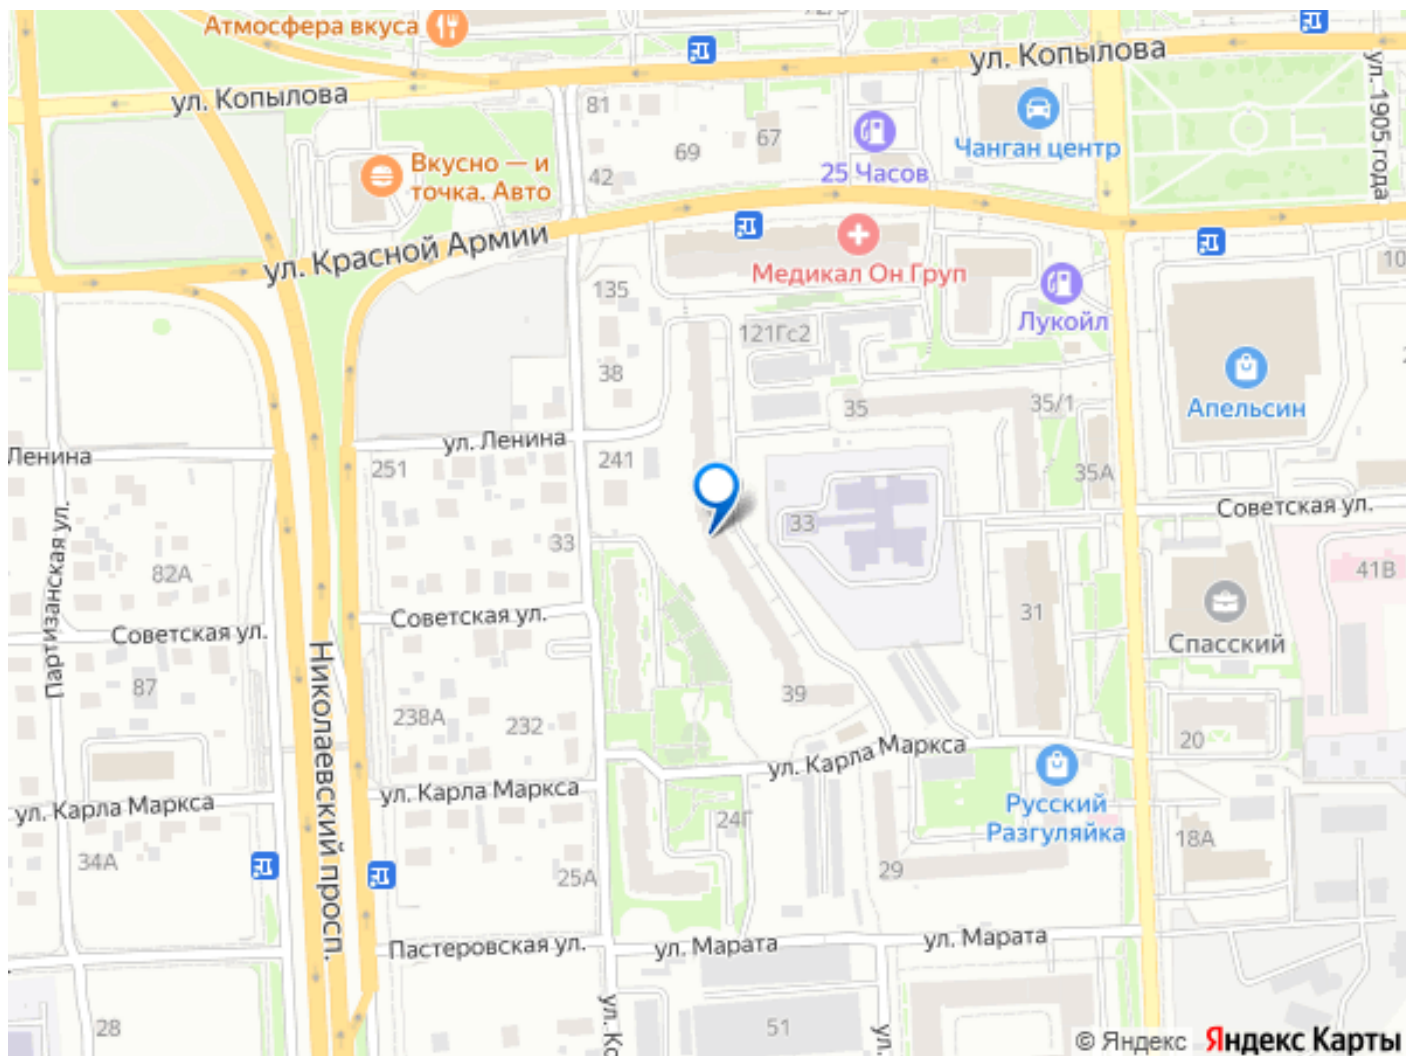 Атмосфера вкуса
ул. Копылова
ул. Копылова
ул. 1905 года
81
67
69
42
Вкусно — и
точка. Авто
25 Часов
Чанган центр
ул. Красной Армии
Медикал Он Груп
Лукойл
135
121Гс2
38
35
35/1
Апельсин
ул. Ленина
Ленина
251
241
35А
33
33
Советская ул.
Партизанская ул.
82А
41В
Советская ул.
Советская ул.
31
Спасский
Николаевский просп.
87
238А
232
39
20
ул. Карла Маркса
ул. Карла Маркса
ул. Карла Маркса
Русский
Разгуляйка
24Г
18А
34А
25А
29
Пастеровская ул.
ул. Марата
ул. Марата
28
51
ул. Ко
ул.
© Яндекс
Яндекс Карты